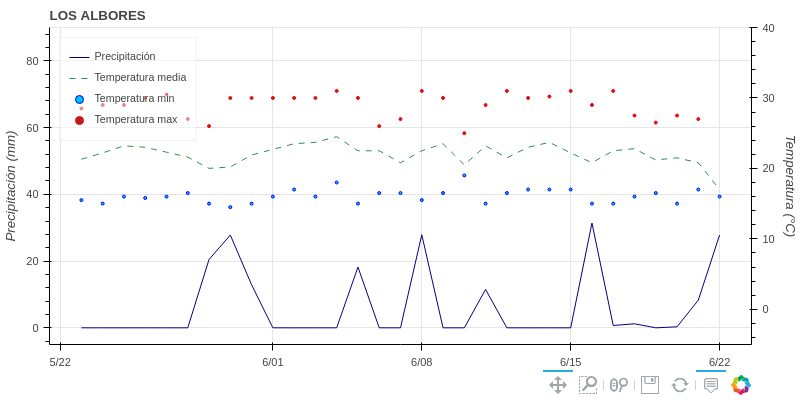 LOS ALBORES
Precipitación
Temperatura media
Temperatura min
Temperatura max
Precipitación (mm)
80
60
40
20
0
40
30
20
10
0
Temperatura (°C)
5/22
6/01
6/08
6/15
6/22